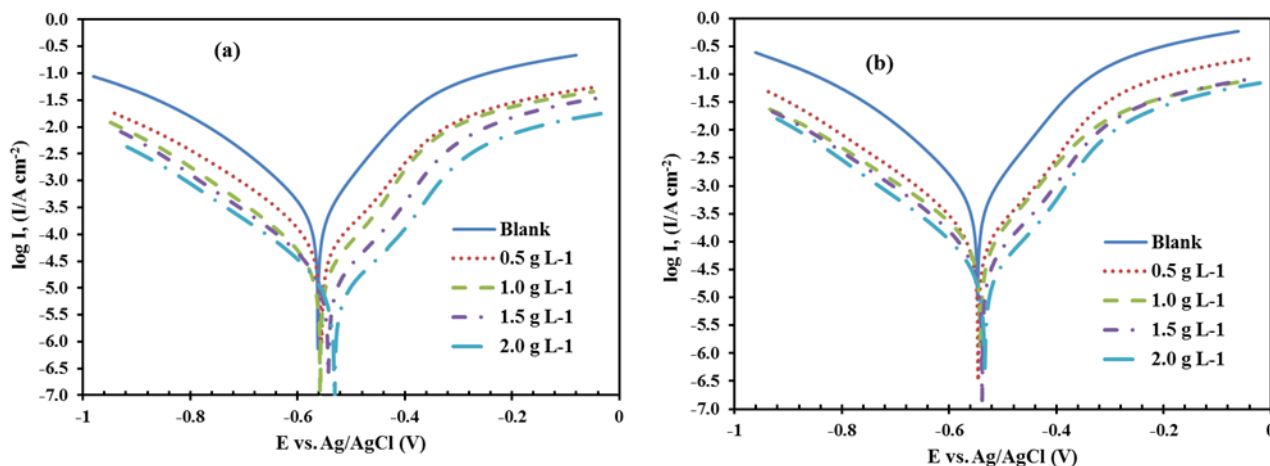 (a)
0.0
-0.5
-1.0
-1.5
-2.0
-2.5
-3.0
-3.5
-4.0
-4.5
-5.0
-5.5
-6.0
-6.5
-7.0
log I, (I/A cm-2)
Blank
0.5 g L-1
1.0 g L-1
1.5 g L-1
2.0 g L-1
-1 -0.8 -0.6 -0.4 -0.2 0
E vs. Ag/AgCl (V)
(b)
0.0
-0.5
-1.0
-1.5
-2.0
-2.5
-3.0
-3.5
-4.0
-4.5
-5.0
-5.5
-6.0
-6.5
-7.0
log I, (I/A cm-2)
Blank
0.5 g L-1
1.0 g L-1
1.5 g L-1
2.0 g L-1
-1 -0.8 -0.6 -0.4 -0.2 0
E vs. Ag/AgCl (V)